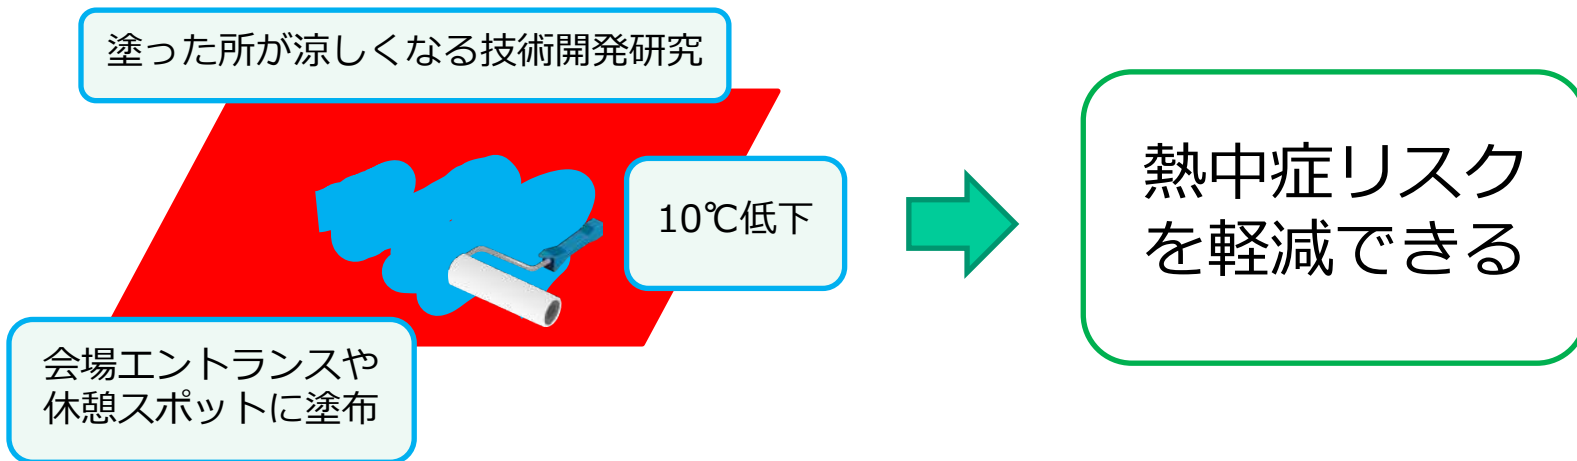 塗った所が涼しくなる技術開発研究
10℃低下
会場エントランスや
休憩スポットに塗布
熱中症リスク
を軽減できる